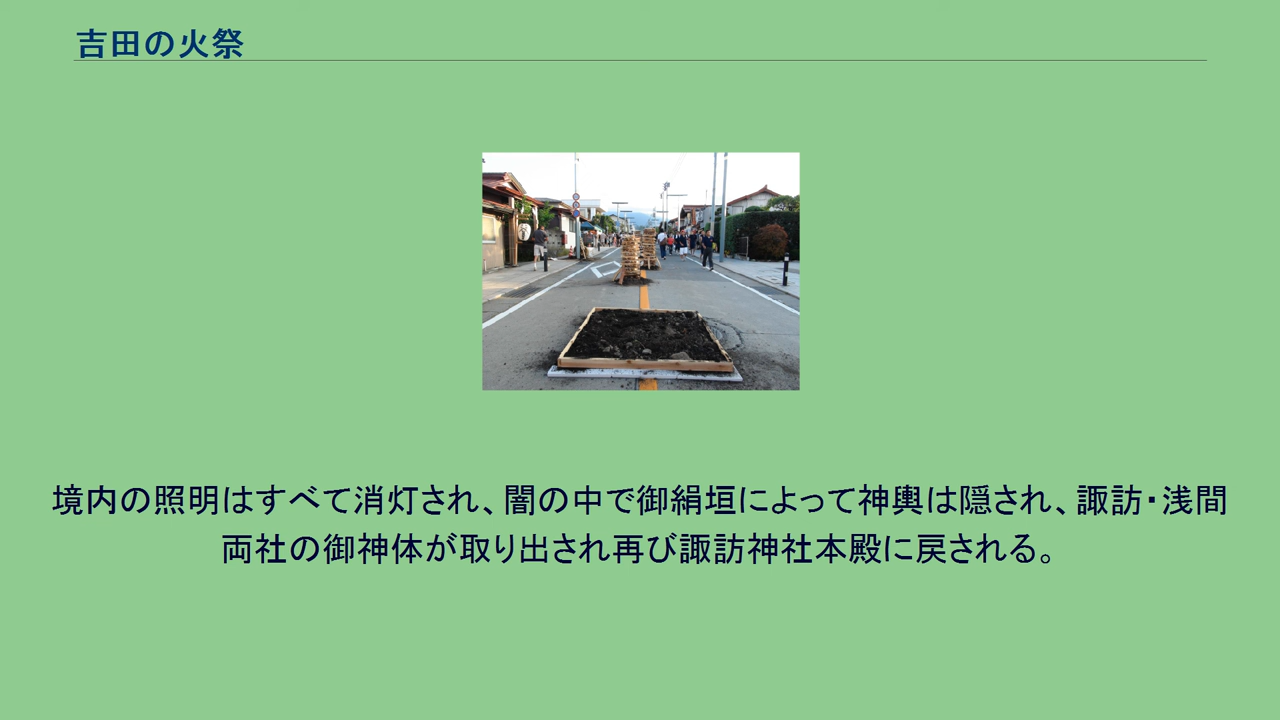 吉田の火祭
境内の照明はすべて消灯され、闇の中で御絹垣によって神輿は隠され、諏訪・浅間
両社の御神体が取り出され再び諏訪神社本殿に戻される。